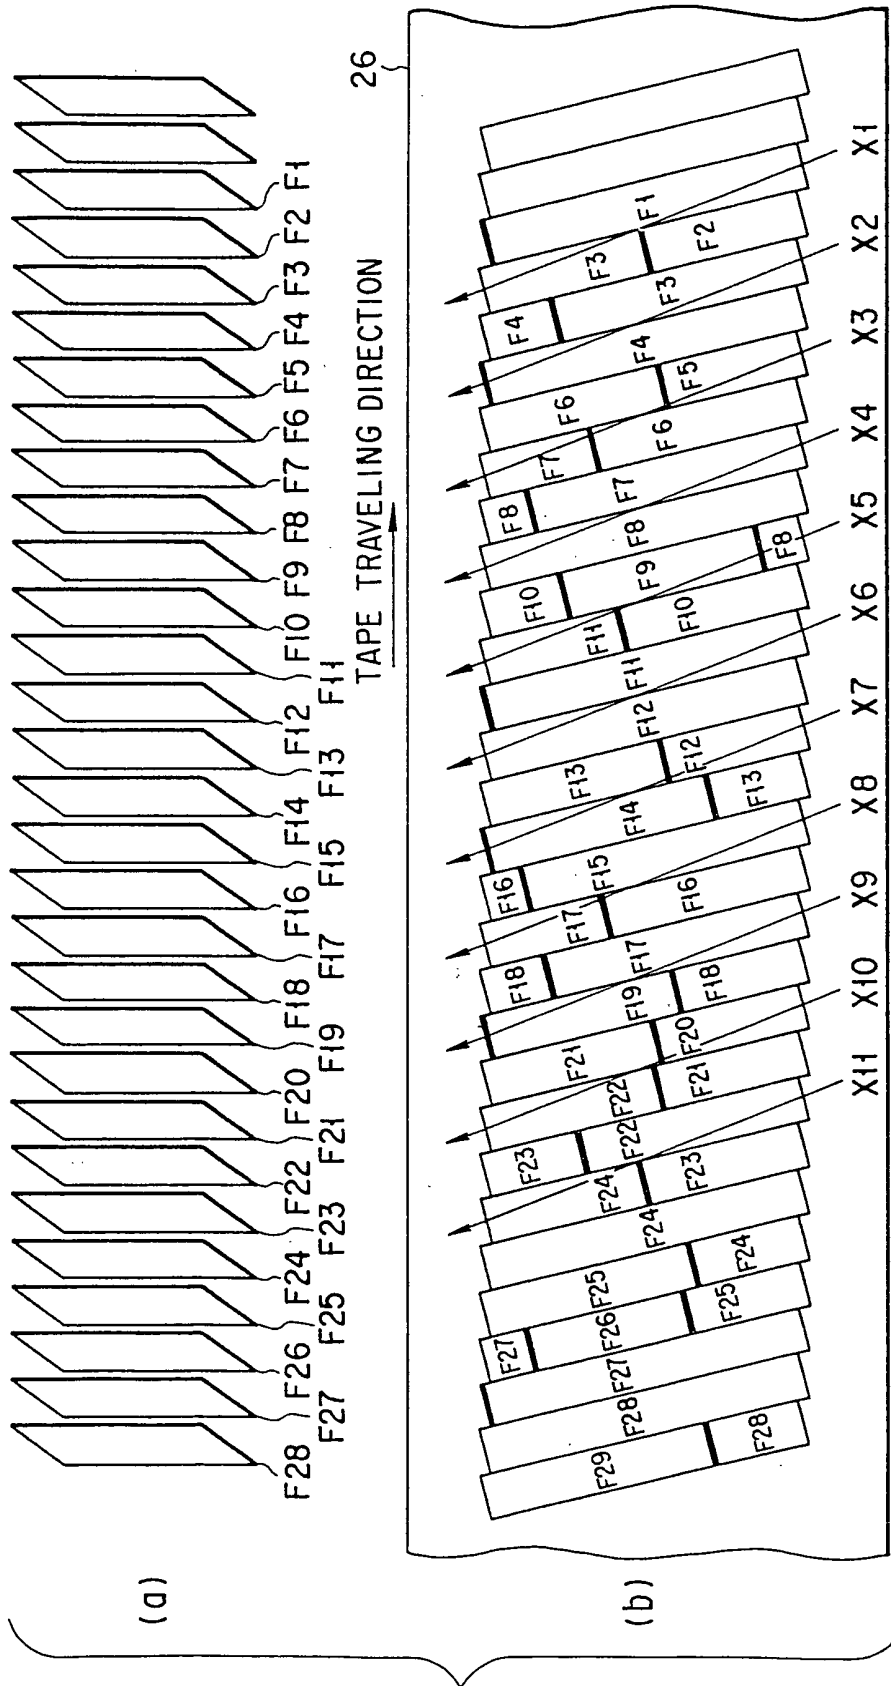 (a)
F28 F27 F26 F25 F24 F23 F22 F21 F20 F19 F18 F17 F16 F15 F14 F13 F12 F11 F10 F9 F8 F7 F6 F5 F4 F3 F2 F1
TAPE TRAVELING DIRECTION
26
(b)
F29 F28
F28
F27
F27 F26 F25
F25 F24
F24
F24 F23
F23 F22
F22 F21
F21 F20
F19 F18
F18 F17
F17 F16
F16 F15
F14 F13
F13 F12
F12
F11
F11 F10
F10 F9 F8
F8
F8 F7
F7 F6
F6 F5
F4
F4 F3
F3 F2
F1
X11 X10 X9 X8 X7 X6 X5 X4 X3 X2 X1